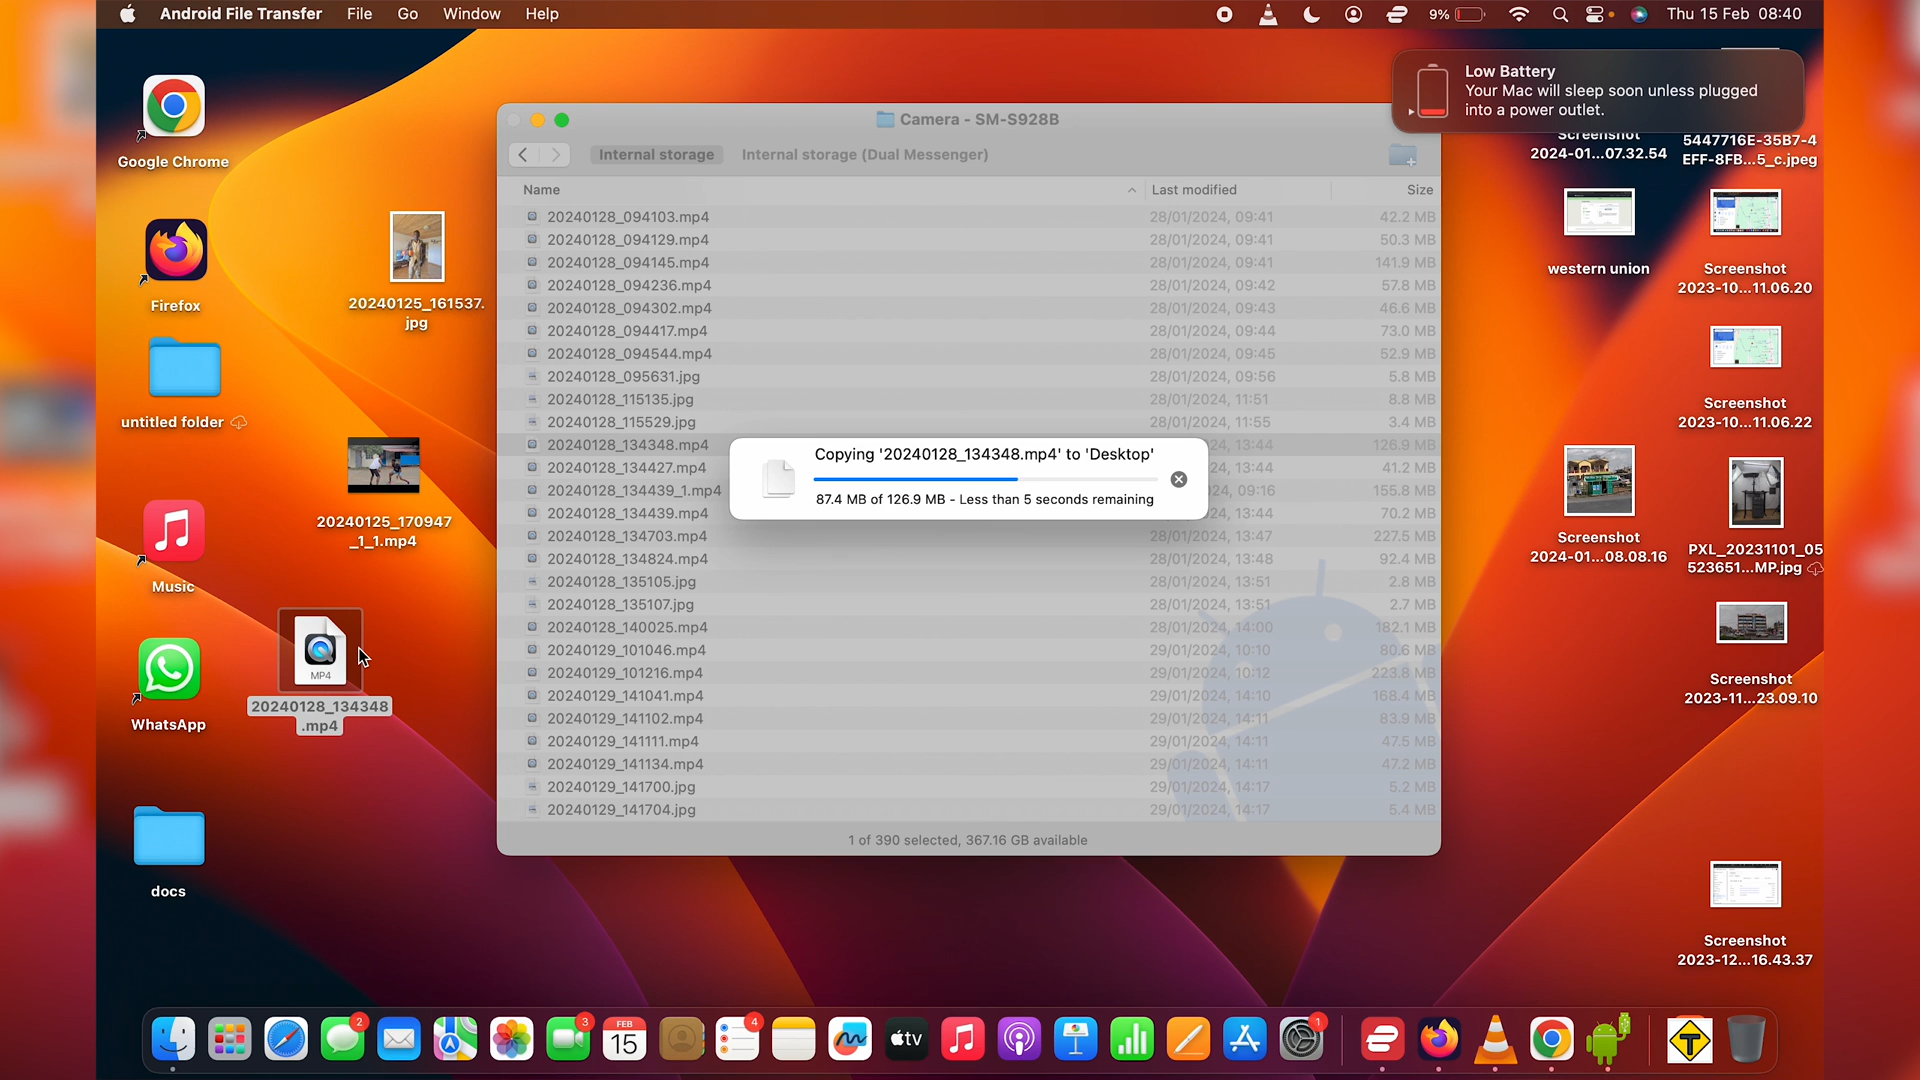 Android File Transfer File Go Window Help
9% Thu 15 Feb 08:40
Low Battery
Your Mac will sleep soon unless plugged
into a power outlet.
Google Chrome
Firefox
untitled folder
Music
WhatsApp
docs
20240125_161537.
jpg
20240125_170947
_1_1.mp4
MP4
20240128_134348
.mp4
Camera - SM-S928B
Internal storage Internal storage (Dual Messenger)
Name Last modified Size
20240128_094103.mp4 28/01/2024, 09:41 42.2 MB
20240128_094129.mp4 28/01/2024, 09:41 50.3 MB
20240128_094145.mp4 28/01/2024, 09:41 141.9 MB
20240128_094236.mp4 28/01/2024, 09:42 57.8 MB
20240128_094302.mp4 28/01/2024, 09:43 46.6 MB
20240128_094417.mp4 28/01/2024, 09:44 73.0 MB
20240128_094544.mp4 28/01/2024, 09:45 52.9 MB
20240128_095631.jpg 28/01/2024, 09:56 5.8 MB
20240128_115135.jpg 28/01/2024, 11:51 8.8 MB
20240128_115529.jpg 28/01/2024, 11:55 3.4 MB
20240128_134348.mp4 13:44 126.9 MB
20240128_134427.mp4 13:44 41.2 MB
20240128_134439_1.mp4 09:16 155.8 MB
20240128_134439.mp4 13:44 70.2 MB
20240128_134703.mp4 28/01/2024, 13:47 227.5 MB
20240128_134824.mp4 28/01/2024, 13:48 92.4 MB
20240128_135105.jpg 28/01/2024, 13:51 2.8 MB
20240128_135107.jpg 28/01/2024, 13:51 2.7 MB
20240128_140025.mp4 28/01/2024, 14:00 182.1 MB
20240129_101046.mp4 29/01/2024, 10:10 80.6 MB
20240129_101216.mp4 29/01/2024, 10:12 223.8 MB
20240129_141041.mp4 29/01/2024, 14:10 168.4 MB
20240129_141102.mp4 29/01/2024, 14:11 83.9 MB
20240129_141111.mp4 29/01/2024, 14:11 47.5 MB
20240129_141134.mp4 29/01/2024, 14:11 47.2 MB
20240129_141700.jpg 29/01/2024, 14:17 5.2 MB
20240129_141704.jpg 29/01/2024, 14:17 5.4 MB
1 of 390 selected, 367.16 GB available
Copying '20240128_134348.mp4' to 'Desktop'
87.4 MB of 126.9 MB - Less than 5 seconds remaining
Screenshot
2024-01...07.32.54
5447716E-35B7-4
EFF-8FB...5_c.jpeg
western union
Screenshot
2023-10...11.06.20
Screenshot
2023-10...11.06.22
Screenshot
2024-01...08.08.16
PXL_20231101_05
523651...MP.jpg
Screenshot
2023-11...23.09.10
Screenshot
2023-12...16.43.37
2
3
FEB
15
4
tv
1